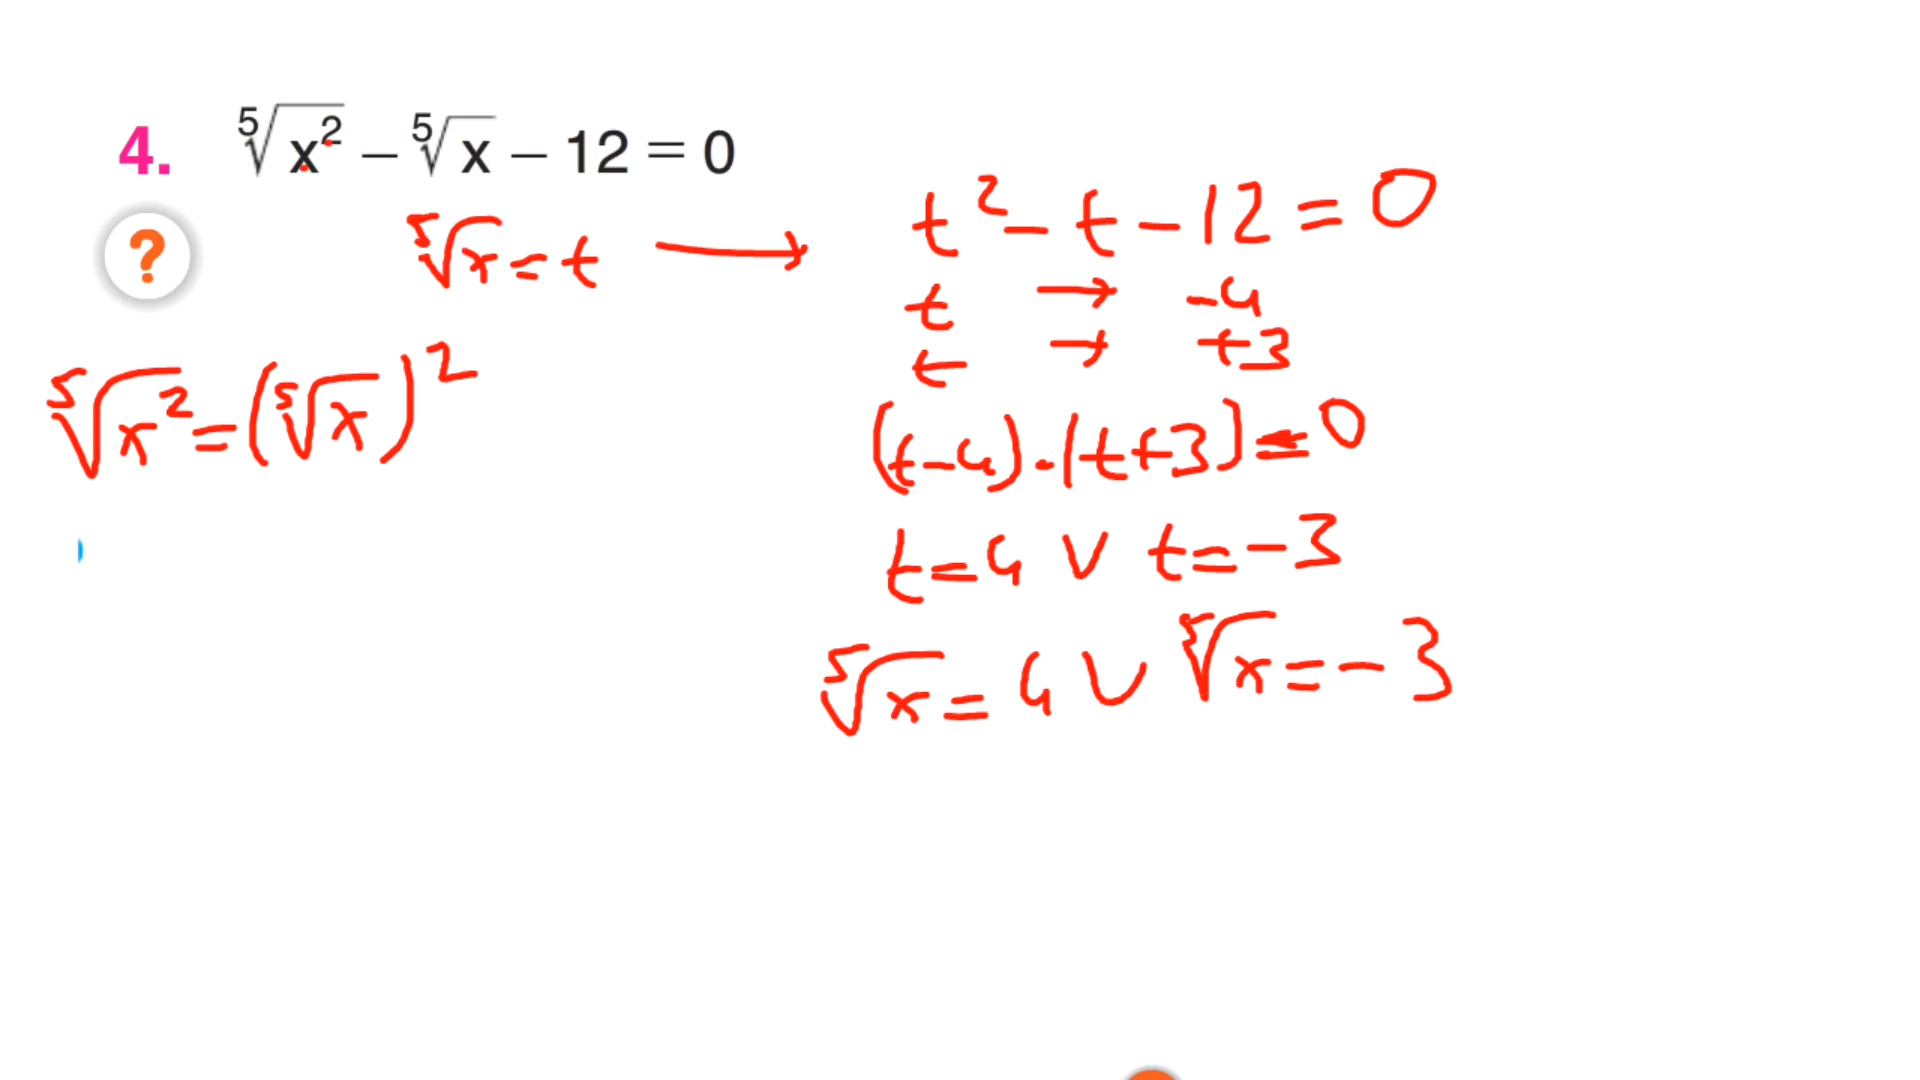 4. ⁵√x² − ⁵√x − 12 = 0
?
⁵√x = t →
⁵√x² = (⁵√x)²
t² − t − 12 = 0
t → −4
t → +3
(t−4)·(t+3) = 0
t=4 ∨ t=−3
⁵√x = 4 ∨ ⁵√x = −3